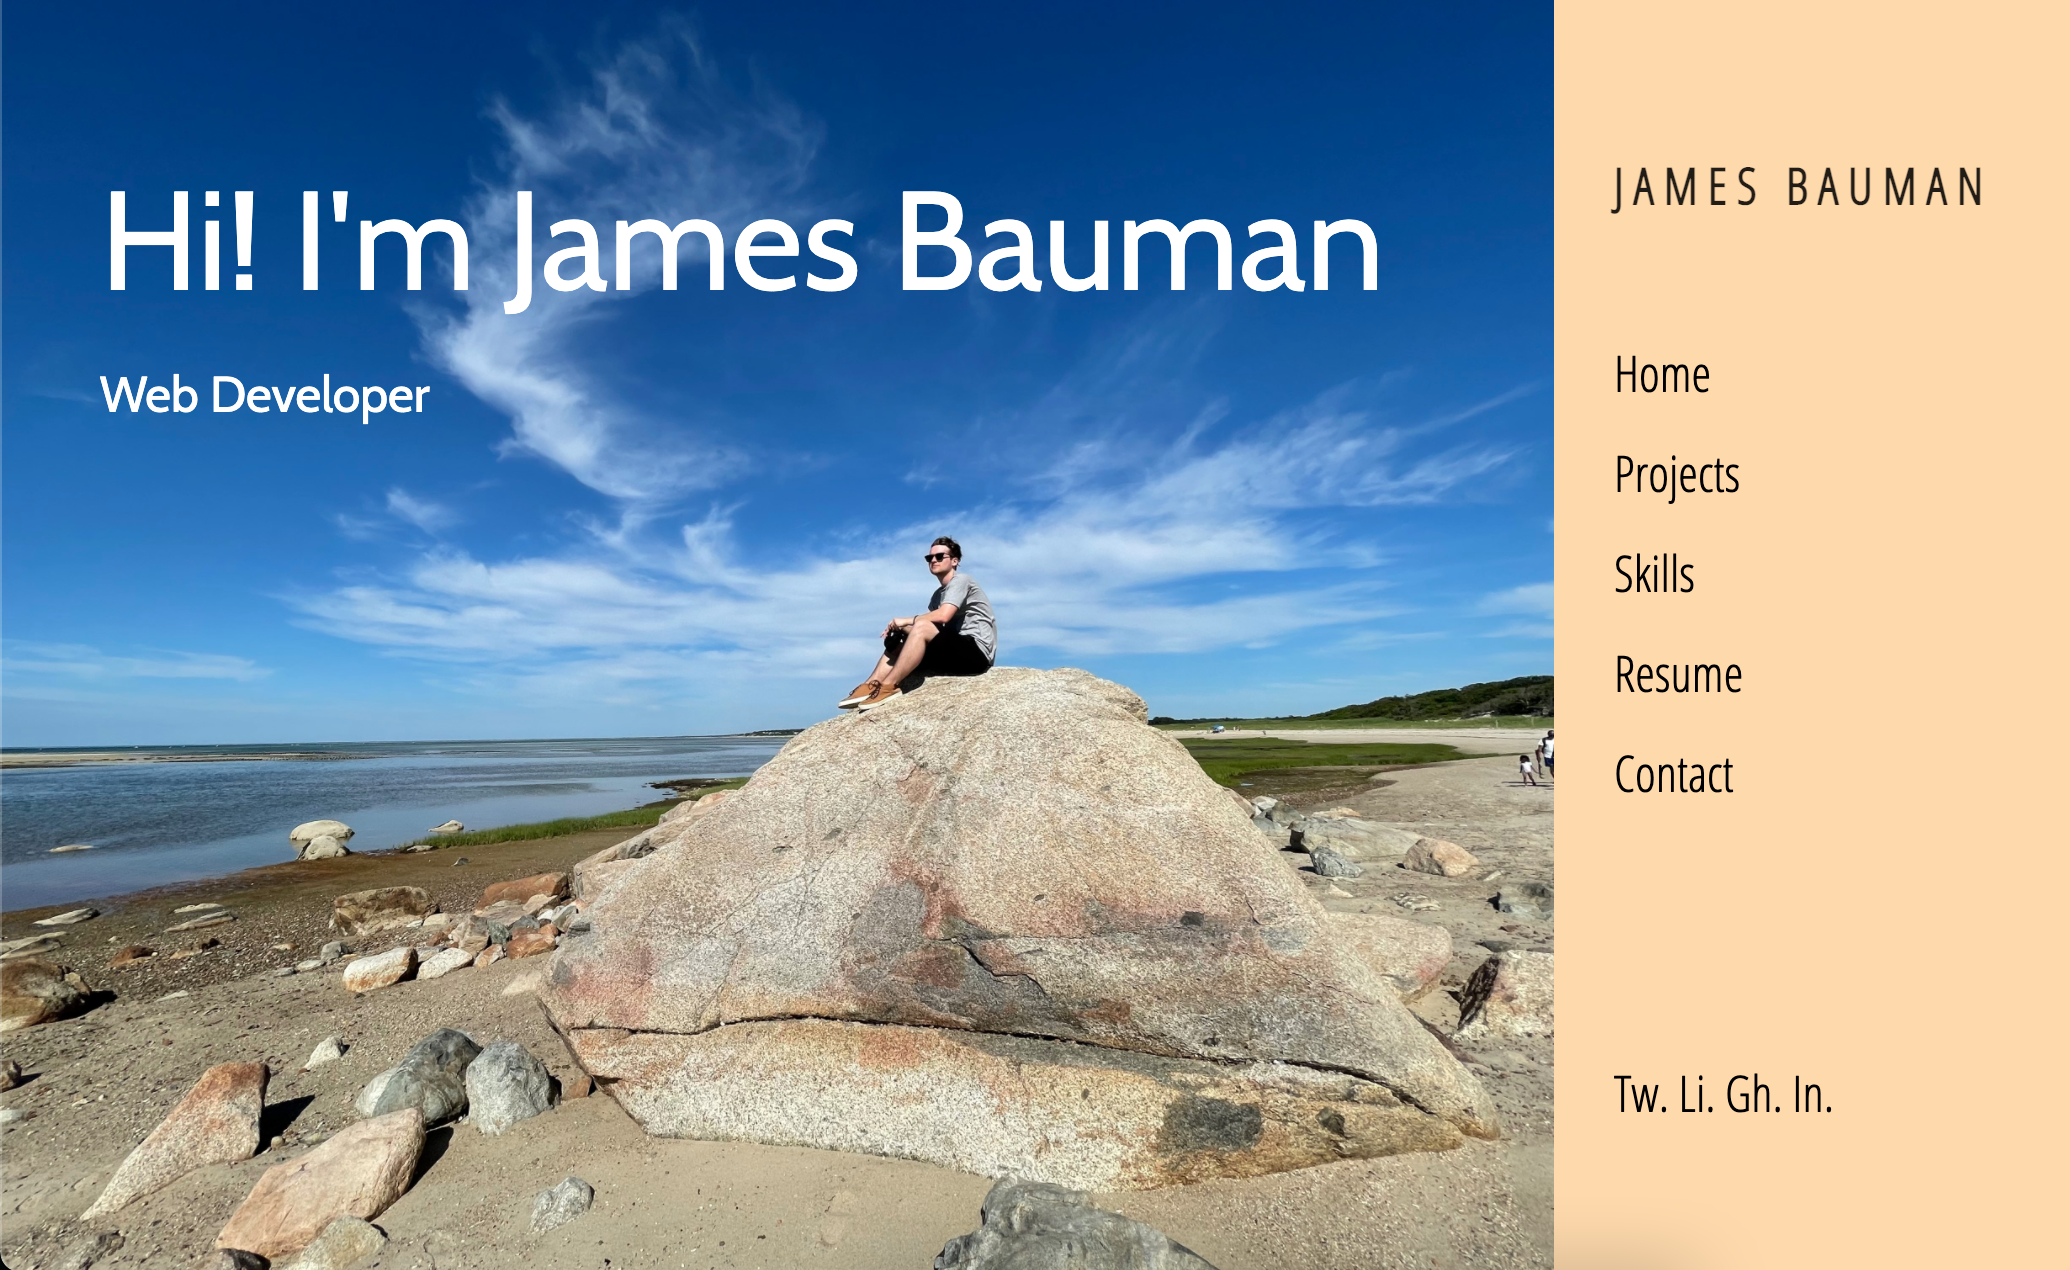 Hi! I'm James Bauman
Web Developer
JAMES BAUMAN
Home
Projects
Skills
Resume
Contact
Tw. Li. Gh. In.